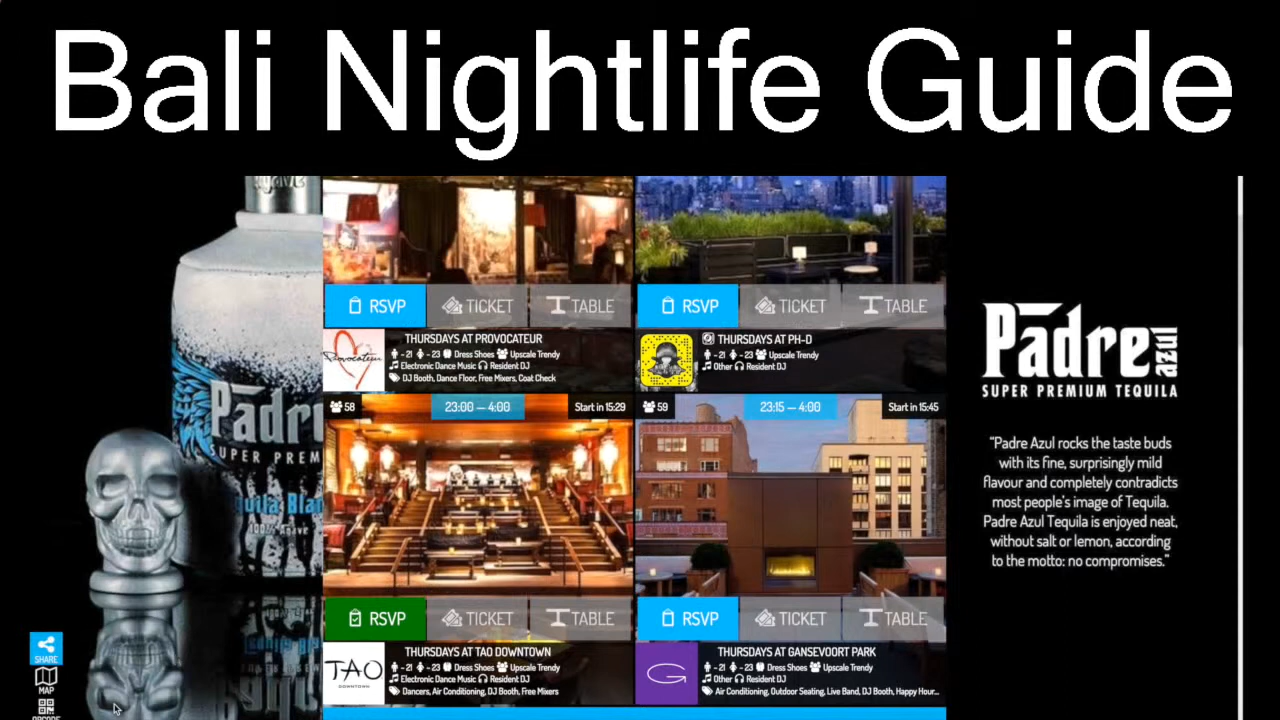 Bali Nightlife Guide
RSVP
TICKET
TABLE
RSVP
TICKET
TABLE
THURSDAYS AT PROVOCATEUR
- 21 - 23 Dress Shoes Upscale Trendy
Electronic Dance Music Resident DJ
DJ Booth, Dance Floor, Free Mixers, Coat Check
Provocateur
THURSDAYS AT PH-D
- 21 - 23 Upscale Trendy
Other Resident DJ
58
23:00 — 4:00
Start in 15:29
59
23:15 — 4:00
Start in 15:45
RSVP
TICKET
TABLE
RSVP
TICKET
TABLE
TAO
DOWNTOWN
THURSDAYS AT TAO DOWNTOWN
- 21 - 23 Dress Shoes Upscale Trendy
Electronic Dance Music Resident DJ
Dancers, Air Conditioning, DJ Booth, Free Mixers
G
THURSDAYS AT GANSEVOORT PARK
- 21 - 23 Dress Shoes Upscale Trendy
Other Resident DJ
Air Conditioning, Outdoor Seating, Live Band, DJ Booth, Happy Hour...
Padre azul
SUPER PREMIUM TEQUILA
“Padre Azul rocks the taste buds
with its fine, surprisingly mild
flavour and completely contradicts
most people's image of Tequila.
Padre Azul Tequila is enjoyed neat,
without salt or lemon, according
to the motto: no compromises.”
Padr
SUPER PREM
quila Blan
100% Agave
SHARE
MAP
QRCODE